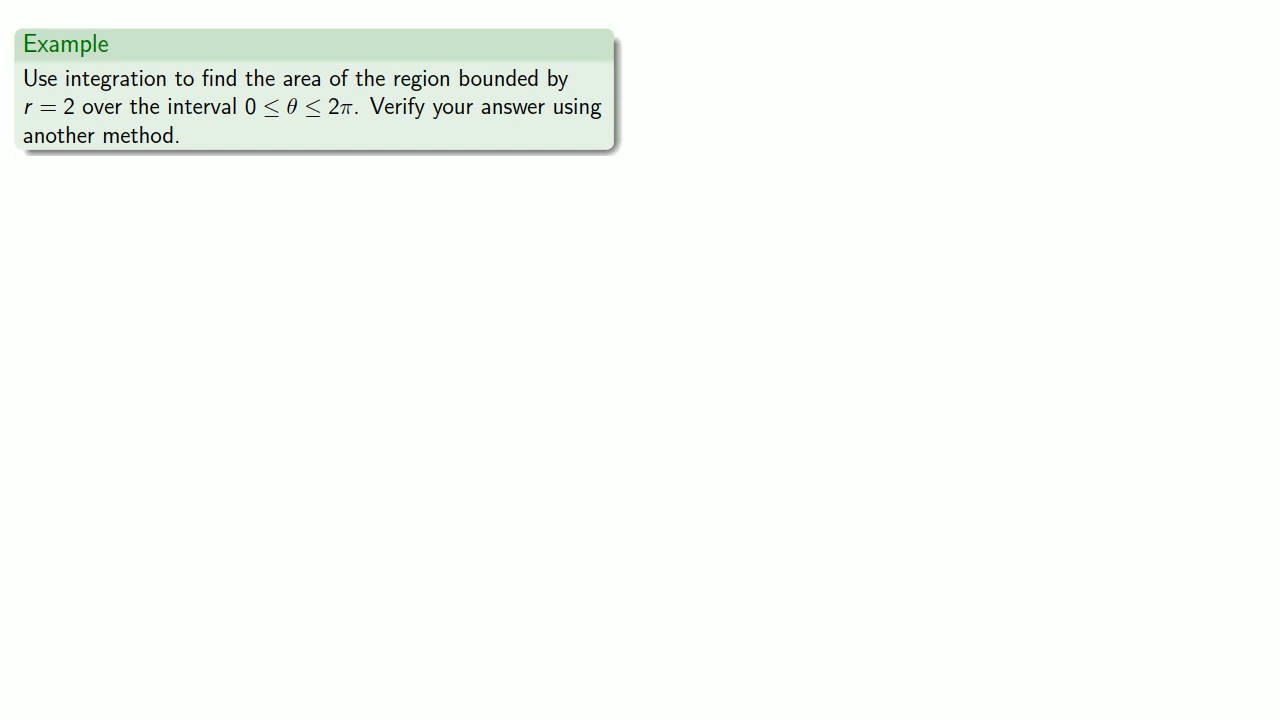 Example
Use integration to find the area of the region bounded by
r = 2 over the interval 0 ≤ θ ≤ 2π. Verify your answer using
another method.